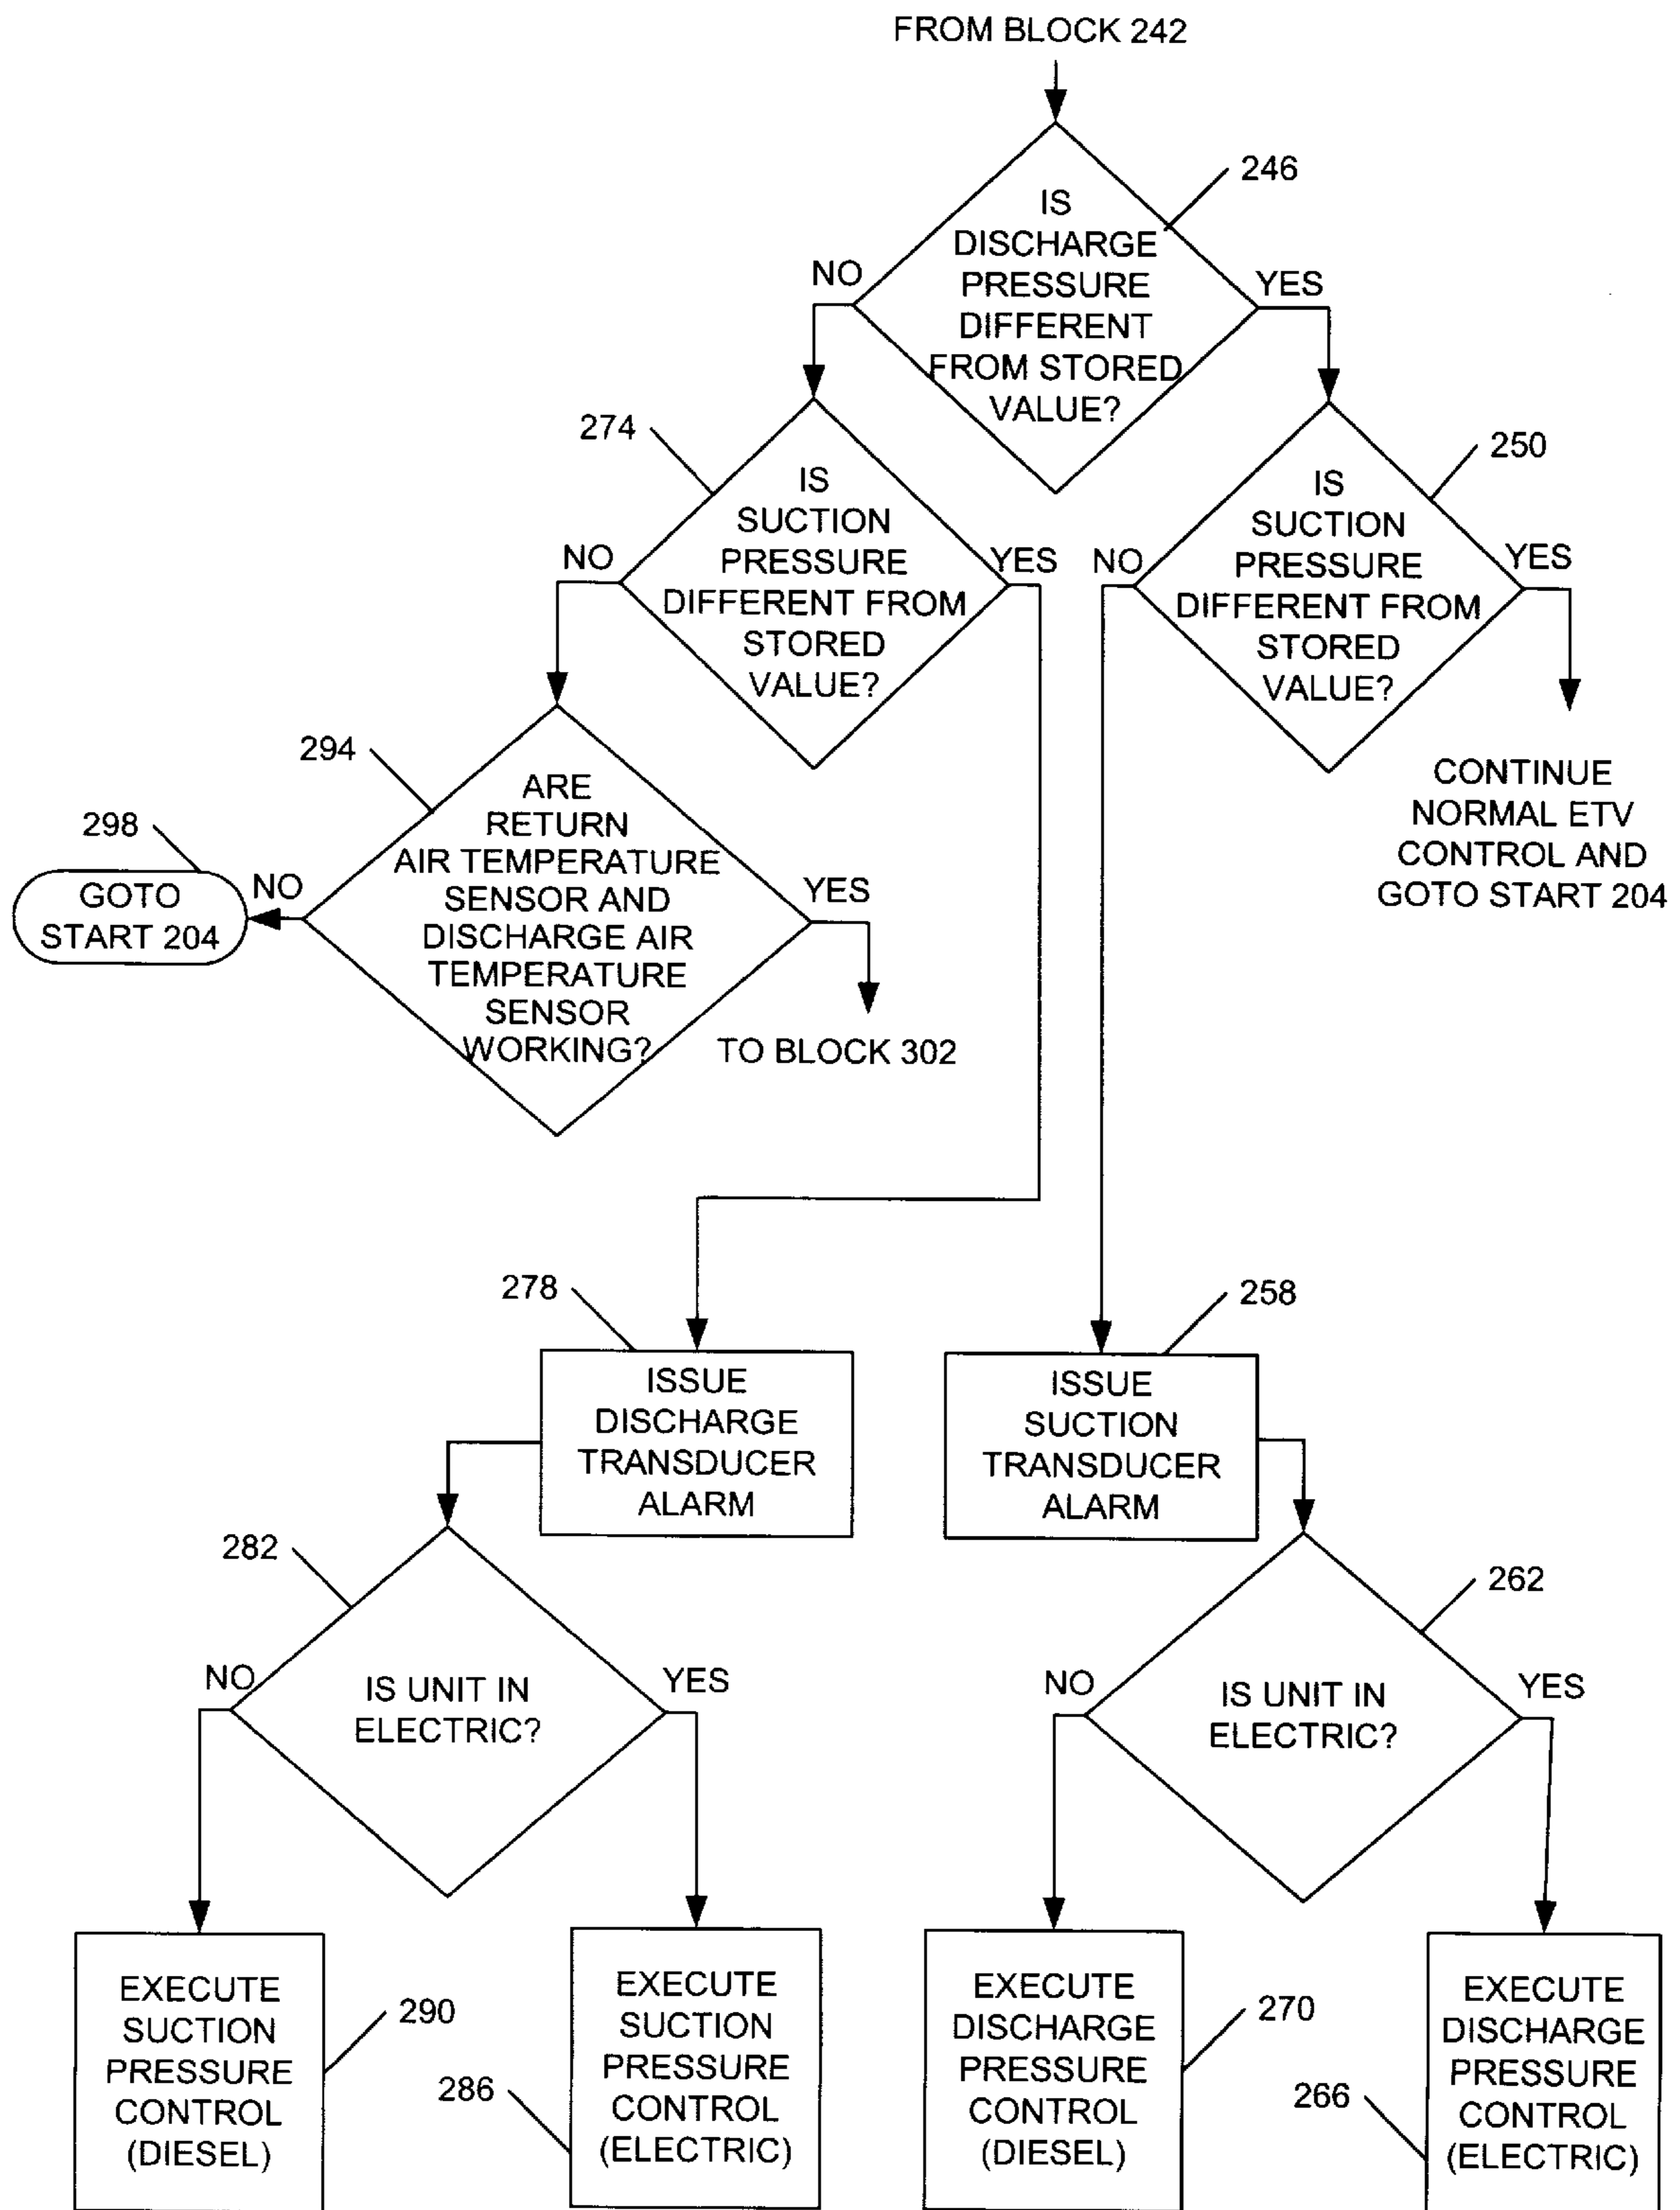 FROM BLOCK 242
246
IS
DISCHARGE
PRESSURE
DIFFERENT
FROM STORED
VALUE?
NO
YES
274
IS
SUCTION
PRESSURE
DIFFERENT FROM
STORED
VALUE?
NO
YES
250
IS
SUCTION
PRESSURE
DIFFERENT FROM
STORED
VALUE?
NO
YES
CONTINUE
NORMAL ETV
CONTROL AND
GOTO START 204
294
ARE
RETURN
AIR TEMPERATURE
SENSOR AND
DISCHARGE AIR
TEMPERATURE
SENSOR
WORKING?
NO
YES
298
GOTO
START 204
TO BLOCK 302
278
ISSUE
DISCHARGE
TRANSDUCER
ALARM
258
ISSUE
SUCTION
TRANSDUCER
ALARM
282
IS UNIT IN
ELECTRIC?
NO
YES
262
IS UNIT IN
ELECTRIC?
NO
YES
EXECUTE
SUCTION
PRESSURE
CONTROL
(DIESEL)
290
EXECUTE
SUCTION
PRESSURE
CONTROL
(ELECTRIC)
286
EXECUTE
DISCHARGE
PRESSURE
CONTROL
(DIESEL)
270
EXECUTE
DISCHARGE
PRESSURE
CONTROL
(ELECTRIC)
266